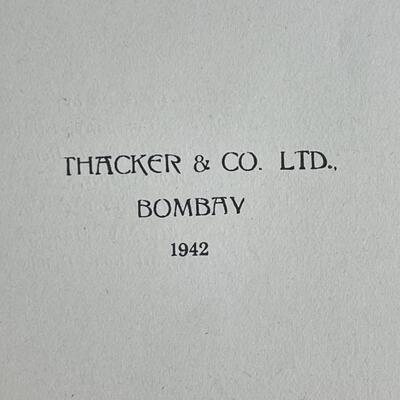 THACKER & CO. LTD.,
BOMBAY
1942